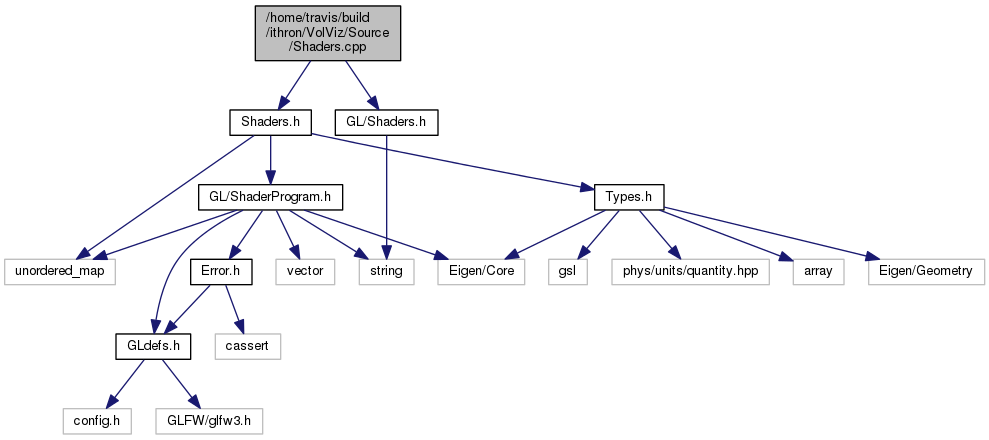 /home/travis/build
/ithron/VolViz/Source
/Shaders.cpp
Shaders.h
GL/Shaders.h
GL/ShaderProgram.h
Types.h
unordered_map
Error.h
vector
string
Eigen/Core
gsl
phys/units/quantity.hpp
array
Eigen/Geometry
GLdefs.h
cassert
config.h
GLFW/glfw3.h